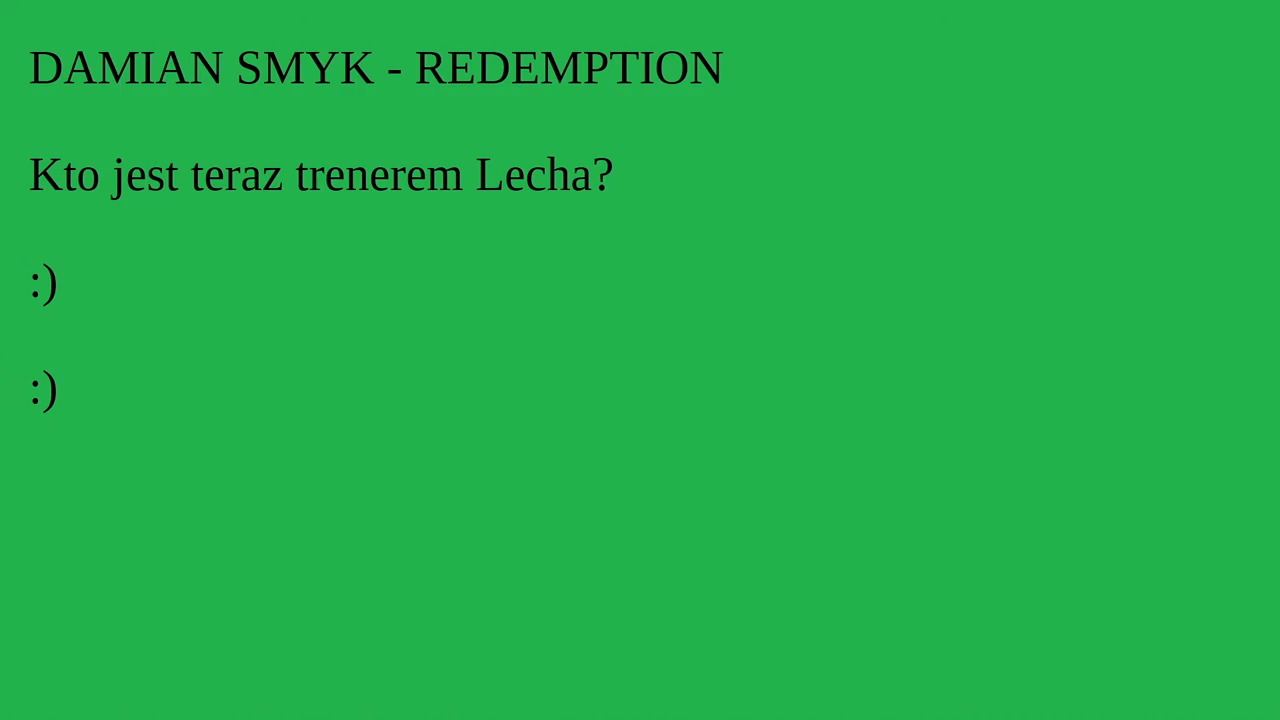 DAMIAN SMYK - REDEMPTION
Kto jest teraz trenerem Lecha?
:)
:)